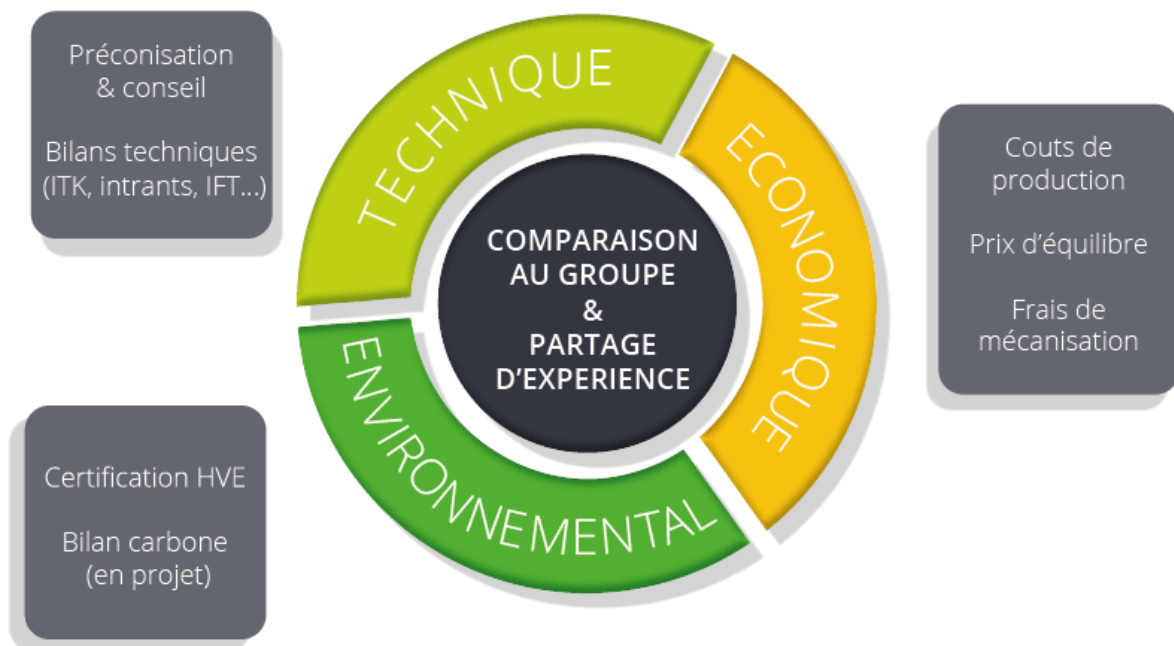 Préconisation
& conseil
Bilans techniques
(ITK, intrants, IFT...)
TECHNIQUE
ECONOMIQUE
Couts de
production
Prix d'équilibre
Frais de
mécanisation
COMPARAISON
AU GROUPE
&
PARTAGE
D'EXPERIENCE
ENVIRONNEMENTAL
Certification HVE
Bilan carbone
(en projet)